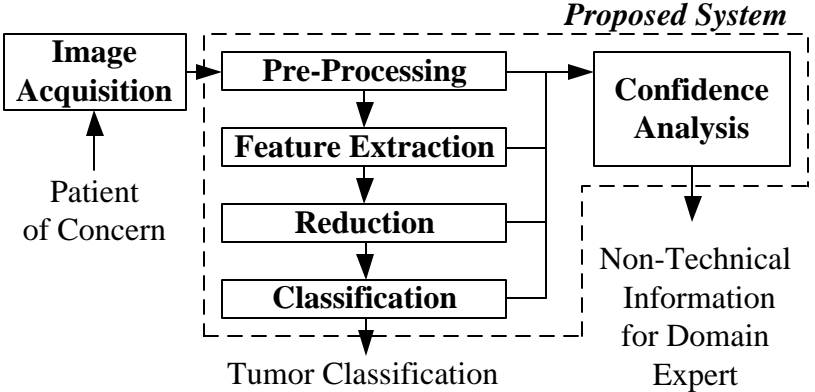 Proposed System
Image
Acquisition
Pre-Processing
Confidence
Analysis
Feature Extraction
Patient
of Concern
Reduction
Classification
Non-Technical
Information
for Domain
Expert
Tumor Classification